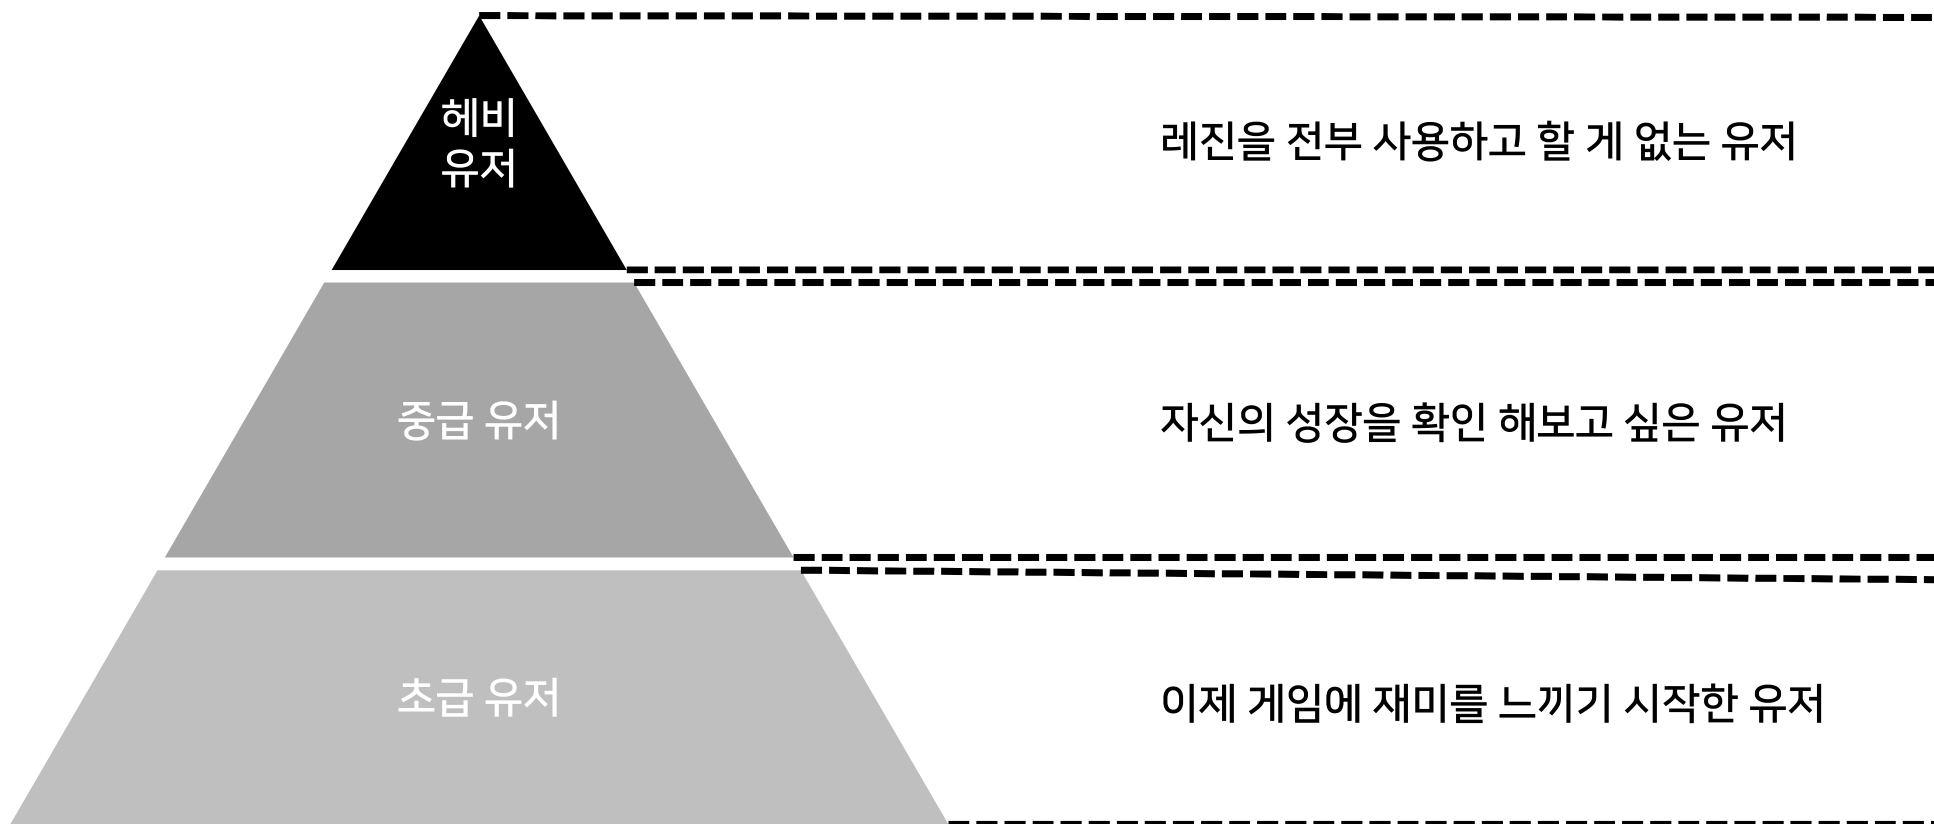 헤비
유저
레진을 전부 사용하고 할 게 없는 유저
중급 유저
자신의 성장을 확인 해보고 싶은 유저
초급 유저
이제 게임에 재미를 느끼기 시작한 유저